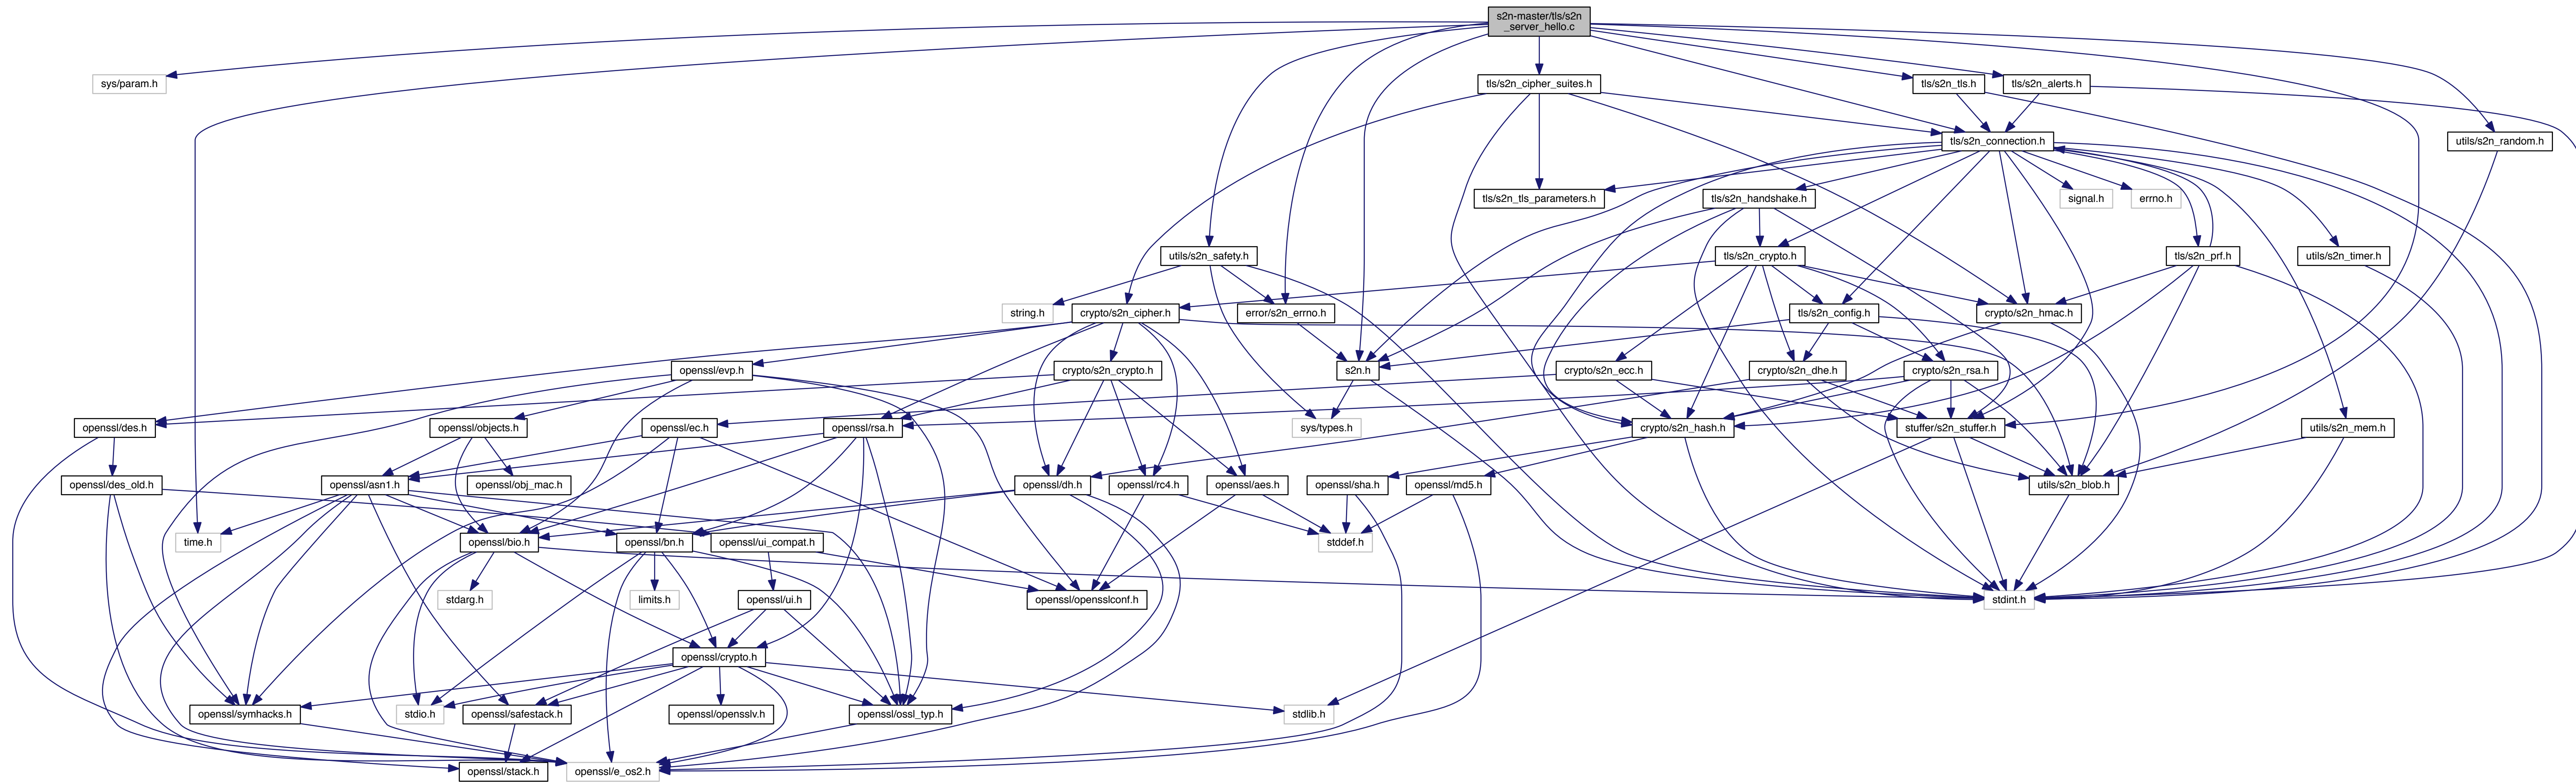 s2n-master/tls/s2n
_server_hello.c
sys/param.h
tls/s2n_cipher_suites.h
tls/s2n_tls.h
tls/s2n_alerts.h
tls/s2n_connection.h
utils/s2n_random.h
tls/s2n_tls_parameters.h
tls/s2n_handshake.h
signal.h
errno.h
utils/s2n_safety.h
tls/s2n_crypto.h
tls/s2n_prf.h
utils/s2n_timer.h
string.h
crypto/s2n_cipher.h
error/s2n_errno.h
tls/s2n_config.h
crypto/s2n_hmac.h
openssl/evp.h
crypto/s2n_crypto.h
s2n.h
crypto/s2n_ecc.h
crypto/s2n_dhe.h
crypto/s2n_rsa.h
openssl/des.h
openssl/objects.h
openssl/ec.h
openssl/rsa.h
sys/types.h
crypto/s2n_hash.h
stuffer/s2n_stuffer.h
utils/s2n_mem.h
openssl/des_old.h
openssl/asn1.h
openssl/obj_mac.h
openssl/dh.h
openssl/rc4.h
openssl/aes.h
openssl/sha.h
openssl/md5.h
utils/s2n_blob.h
time.h
openssl/bio.h
openssl/bn.h
openssl/ui_compat.h
stddef.h
stdarg.h
limits.h
openssl/ui.h
openssl/opensslconf.h
stdint.h
openssl/crypto.h
openssl/symhacks.h
stdio.h
openssl/safestack.h
openssl/opensslv.h
openssl/ossl_typ.h
stdlib.h
openssl/stack.h
openssl/e_os2.h